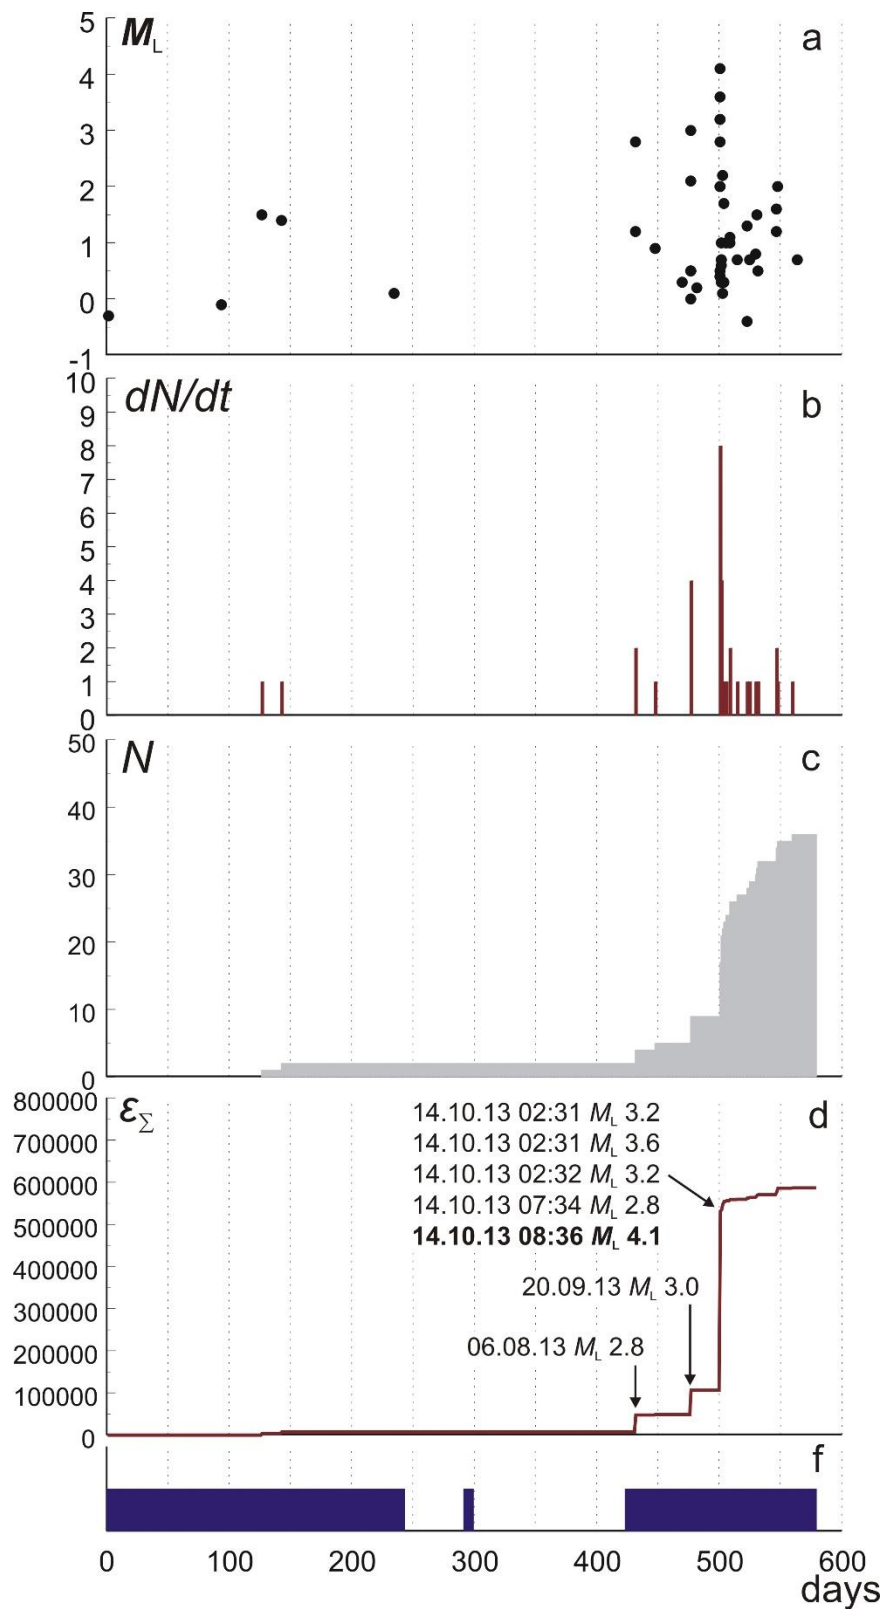 M_L
a
5
4
3
2
1
0
-1
dN/dt
b
10
9
8
7
6
5
4
3
2
1
0
N
c
50
40
30
20
10
0
ε_Σ
d
800000
700000
600000
500000
400000
300000
200000
100000
0
14.10.13 02:31 M_L 3.2
14.10.13 02:31 M_L 3.6
14.10.13 02:32 M_L 3.2
14.10.13 07:34 M_L 2.8
14.10.13 08:36 M_L 4.1
20.09.13 M_L 3.0
06.08.13 M_L 2.8
f
0 100 200 300 400 500 600
days